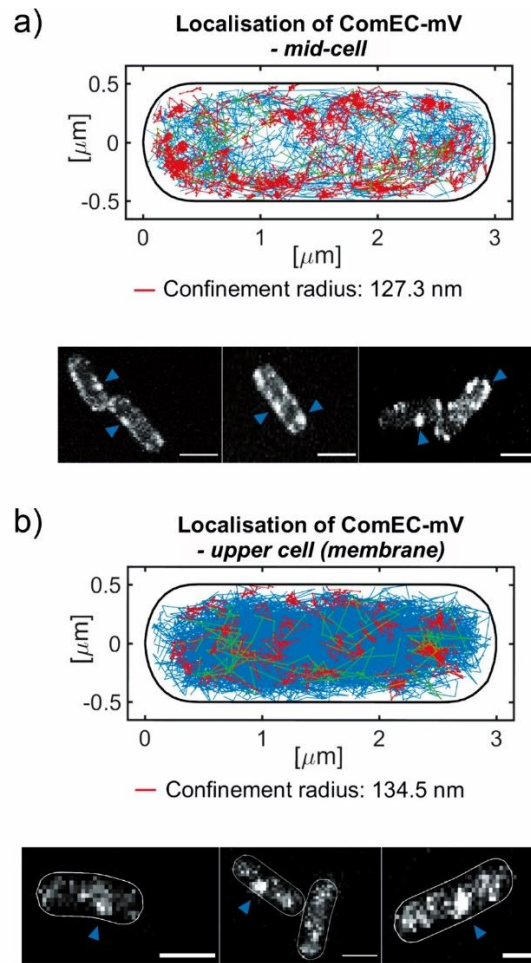 a)
Localisation of ComEC-mV
- mid-cell
0.5
0
-0.5
[μm]
0 1 2 3
[μm]
Confinement radius: 127.3 nm
b)
Localisation of ComEC-mV
- upper cell (membrane)
0.5
0
-0.5
[μm]
0 1 2 3
[μm]
Confinement radius: 134.5 nm